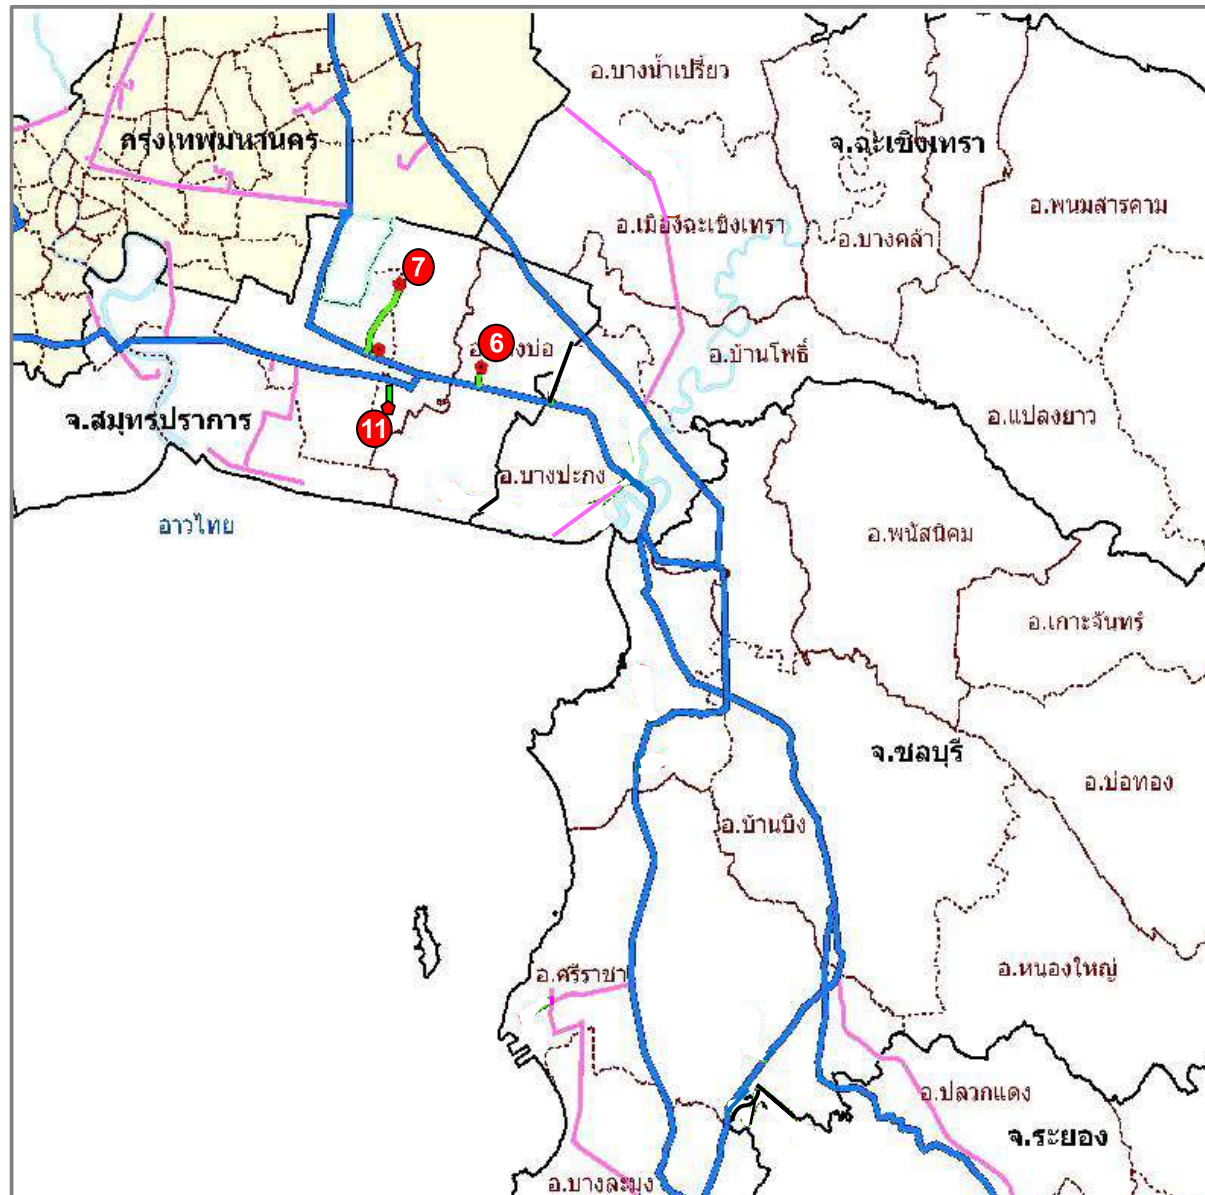 อ.บางน้ำเปรี้ยว
กรุงเทพมหานคร
จ.ฉะเชิงเทรา
อ.พนมสารคาม
อ.เมืองฉะเชิงเทรา
อ.บางคล้า
7
6
อ.บ้านโพธิ์
11
จ.สมุทรปราการ
อ.แปลงยาว
อ.บางปะกง
อ่าวไทย
อ.พนัสนิคม
อ.เกาะจันทร์
จ.ชลบุรี
อ.บ่อทอง
อ.บ้านบึง
อ.ศรีราชา
อ.หนองใหญ่
อ.ปลวกแดง
จ.ระยอง
อ.บางละมุง